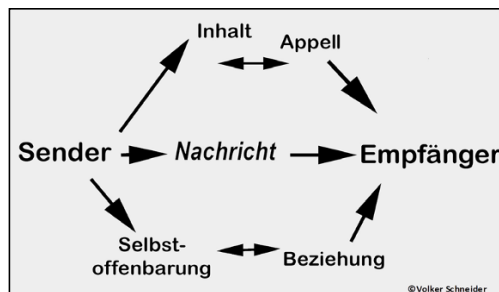 Inhalt
Appell
Sender
Nachricht
Empfänger
Selbst-
offenbarung
Beziehung
©Volker Schneider